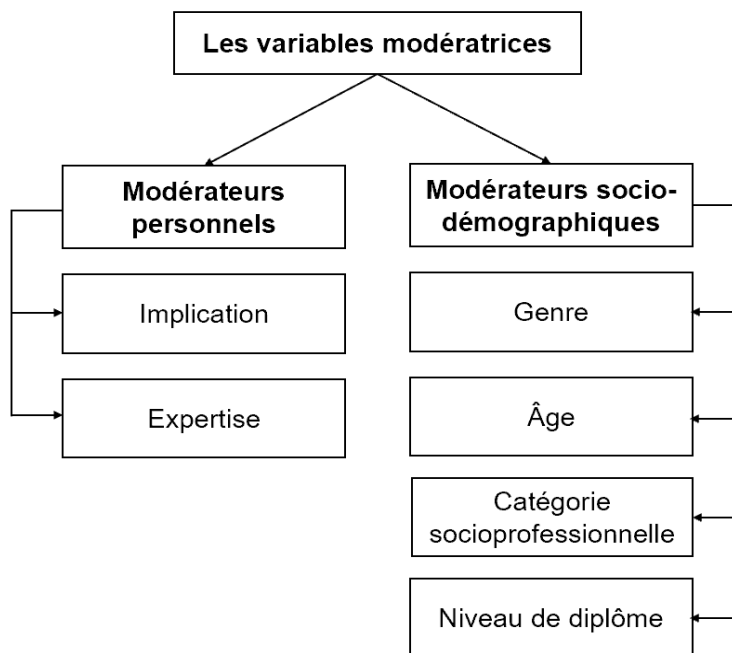 Les variables modératrices
Modérateurs
personnels
Implication
Expertise
Modérateurs socio-
démographiques
Genre
Âge
Catégorie
socioprofessionnelle
Niveau de diplôme